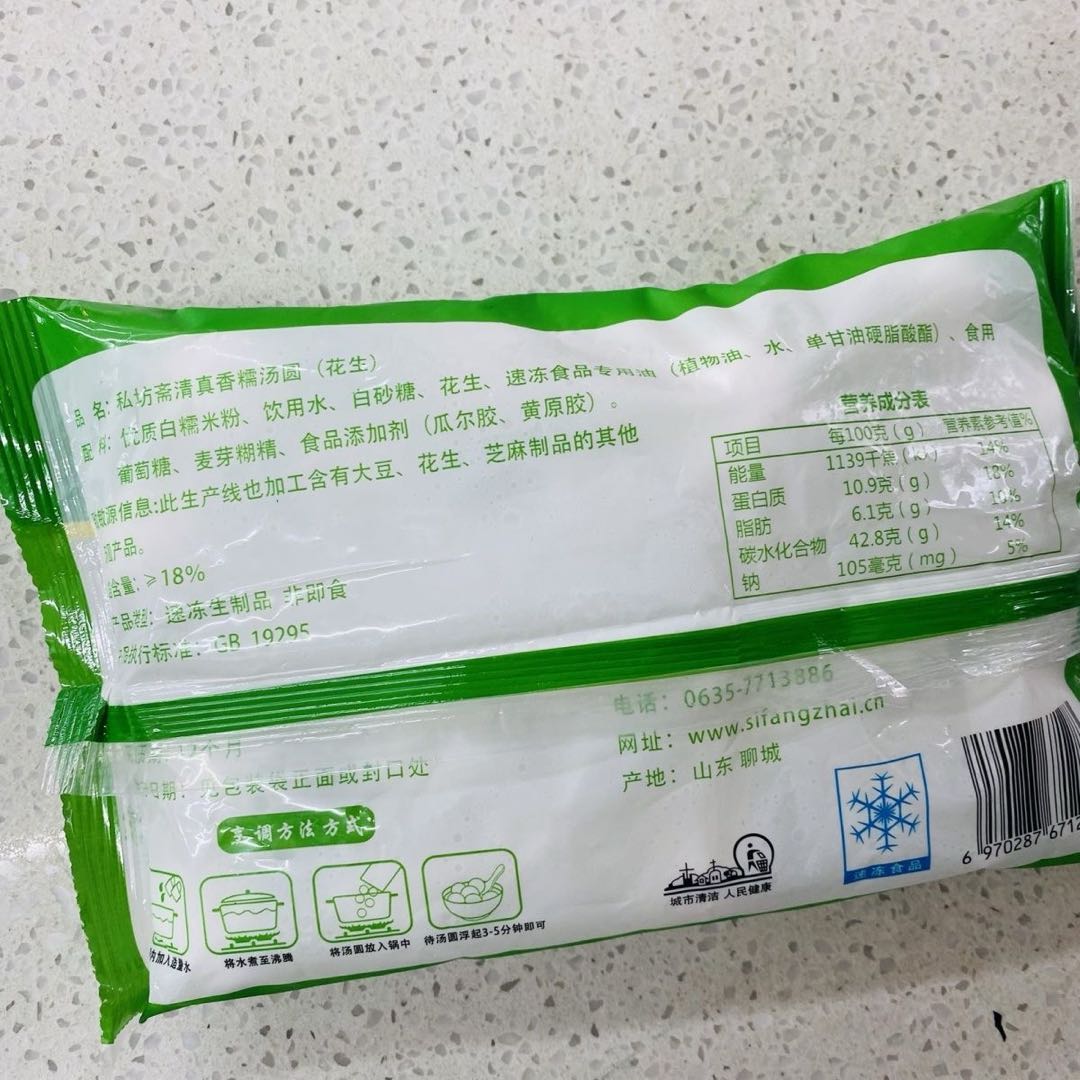 品 名: 私坊斋清真香糯汤圆（花生）
配 料: 优质白糯米粉、饮用水、白砂糖、花生、速冻食品专用油（植物油、水、单甘油硬脂酸酯）、食用
葡萄糖、麦芽糊精、食品添加剂（瓜尔胶、黄原胶）。
敏源信息:此生产线也加工含有大豆、花生、芝麻制品的其他
产品。
含量: ≥18%
产品类型: 速冻生制品 非即食
执行标准: GB 19295
营养成分表
项目 每100克(g) 营养素参考值%
能量 1139千焦(kJ) 14%
蛋白质 10.9克(g) 18%
脂肪 6.1克(g) 10%
碳水化合物 42.8克(g) 14%
钠 105毫克(mg) 5%
12个月
日期: 见包装袋正面或封口处
电话: 0635-7713886
网址: www.sifangzhai.cn
产地: 山东 聊城
烹调方法方式
加入适量水
将水煮至沸腾
将汤圆放入锅中
待汤圆浮起3-5分钟即可
城市清洁 人民健康
速冻食品
6 970287 6712